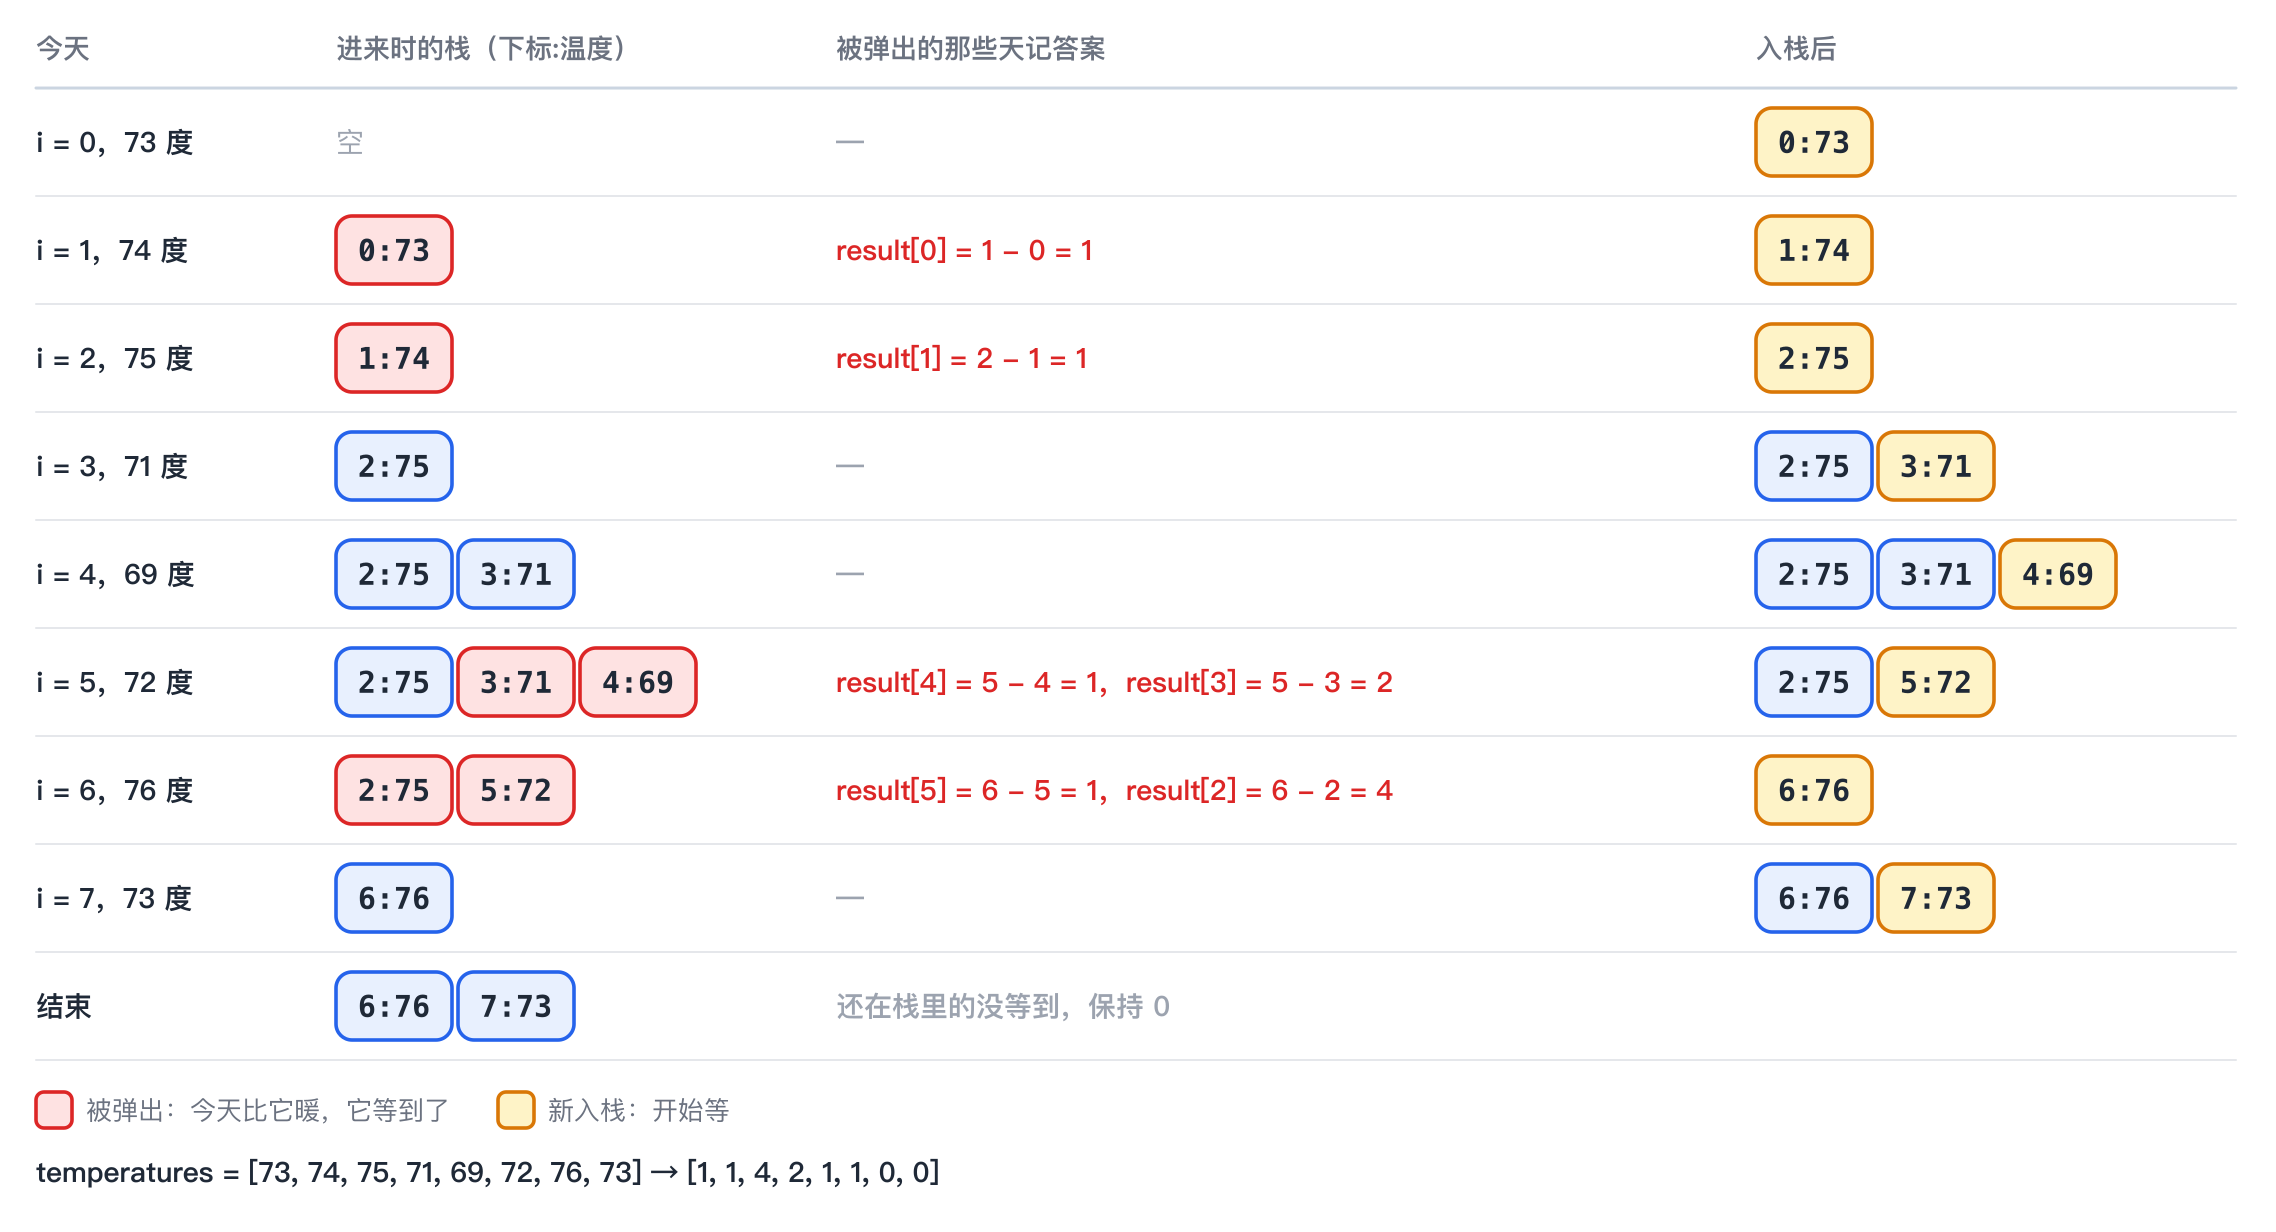 今天 进来时的栈（下标:温度） 被弹出的那些天记答案 入栈后
i = 0，73 度 空 — 0:73
i = 1，74 度 0:73 result[0] = 1 − 0 = 1 1:74
i = 2，75 度 1:74 result[1] = 2 − 1 = 1 2:75
i = 3，71 度 2:75 — 2:75 3:71
i = 4，69 度 2:75 3:71 — 2:75 3:71 4:69
i = 5，72 度 2:75 3:71 4:69 result[4] = 5 − 4 = 1，result[3] = 5 − 3 = 2 2:75 5:72
i = 6，76 度 2:75 5:72 result[5] = 6 − 5 = 1，result[2] = 6 − 2 = 4 6:76
i = 7，73 度 6:76 — 6:76 7:73
结束 6:76 7:73 还在栈里的没等到，保持 0
被弹出：今天比它暖，它等到了 新入栈：开始等
temperatures = [73, 74, 75, 71, 69, 72, 76, 73] → [1, 1, 4, 2, 1, 1, 0, 0]